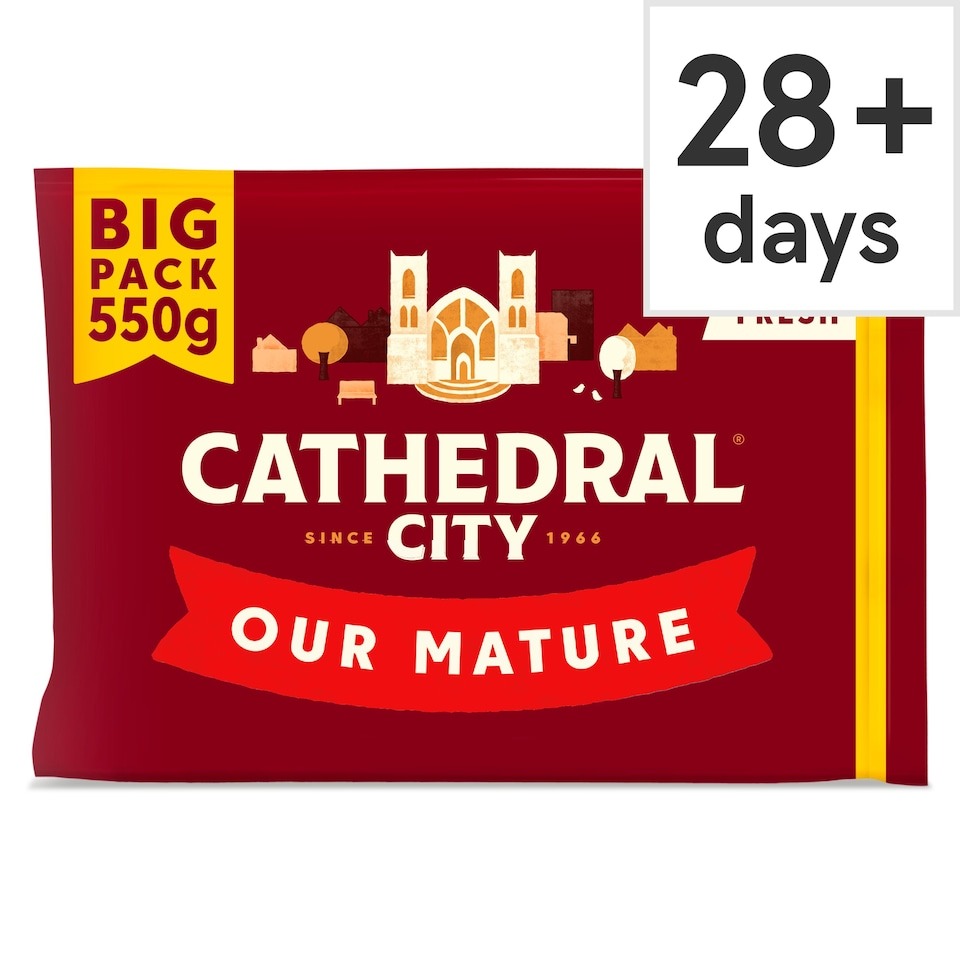 28+
days
BIG
PACK
550g
CATHEDRAL®
SINCE CITY 1966
OUR MATURE